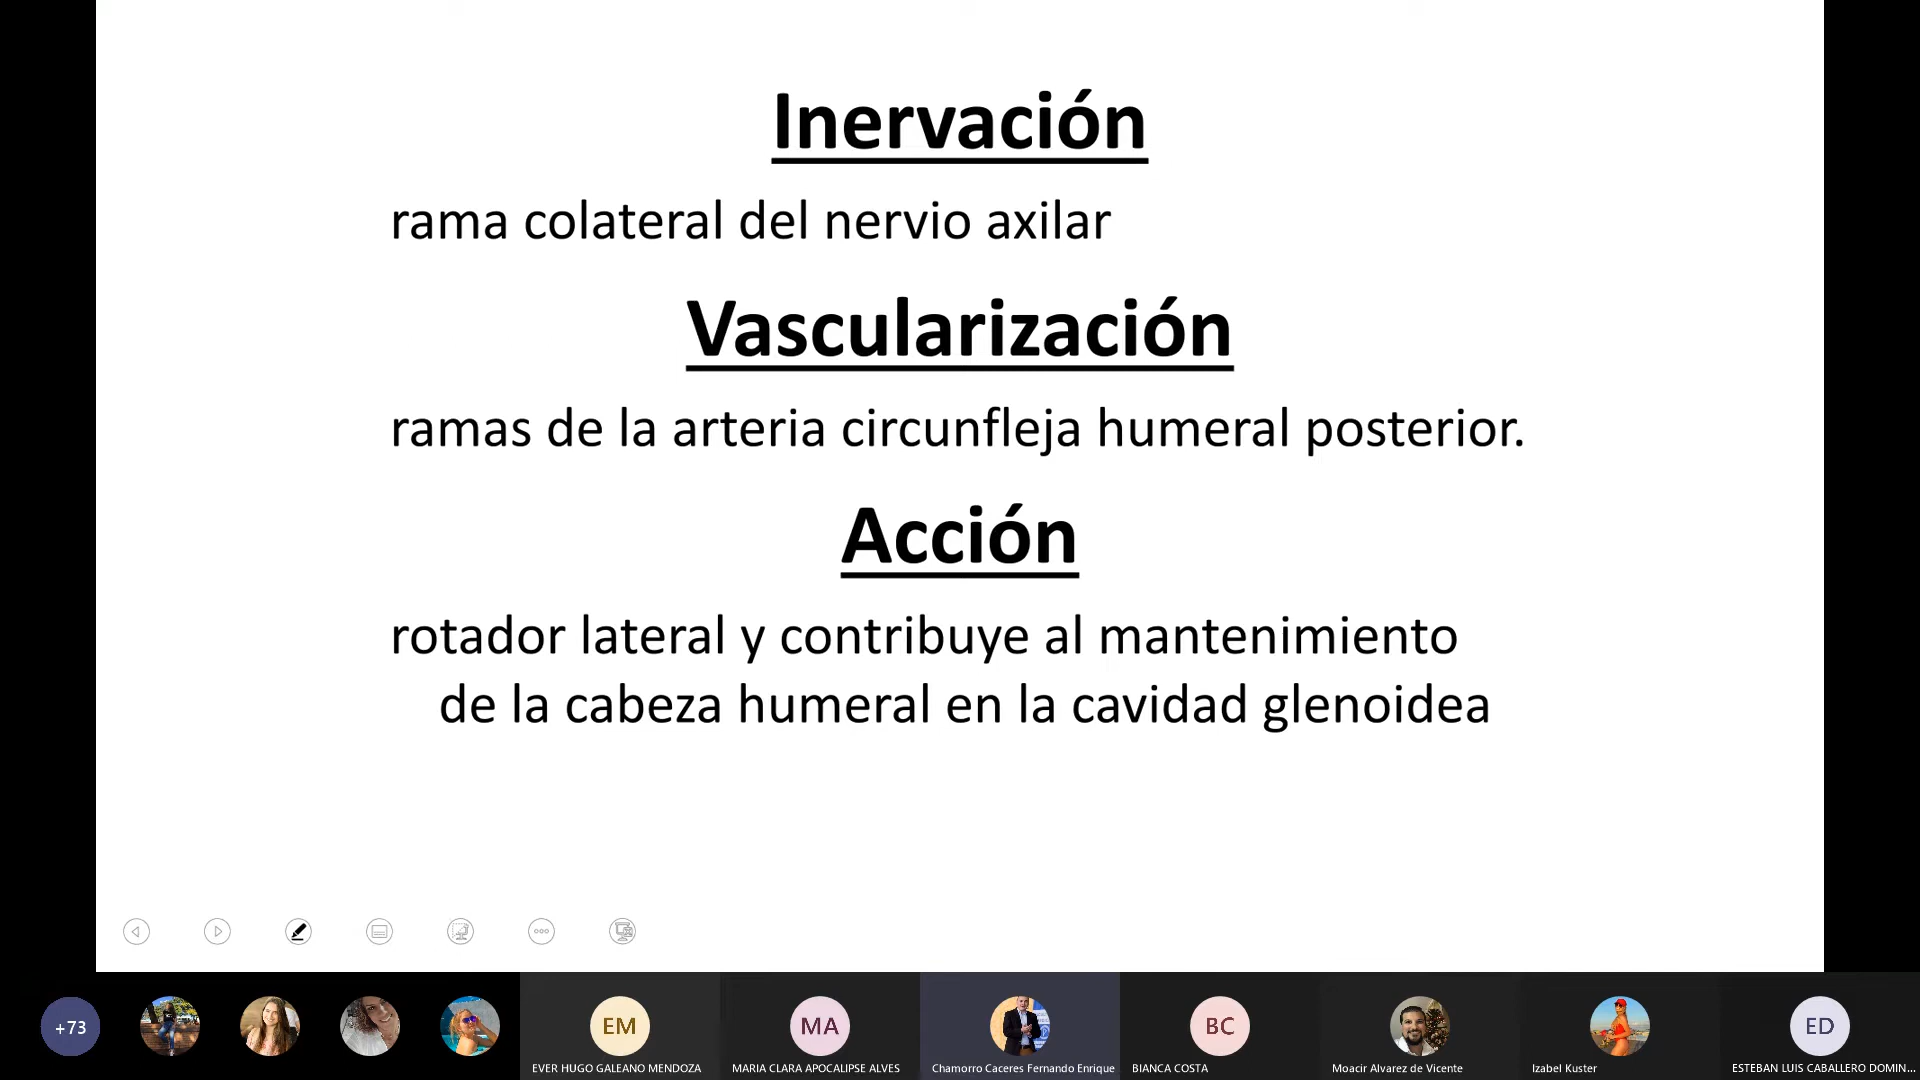 Inervación
rama colateral del nervio axilar
Vascularización
ramas de la arteria circunfleja humeral posterior.
Acción
rotador lateral y contribuye al mantenimiento
de la cabeza humeral en la cavidad glenoidea
+73
EM
MA
BC
ED
EVER HUGO GALEANO MENDOZA
MARIA CLARA APOCALIPSE ALVES
Chamorro Caceres Fernando Enrique
BIANCA COSTA
Moacir Alvarez de Vicente
Izabel Kuster
ESTEBAN LUIS CABALLERO DOMIN...